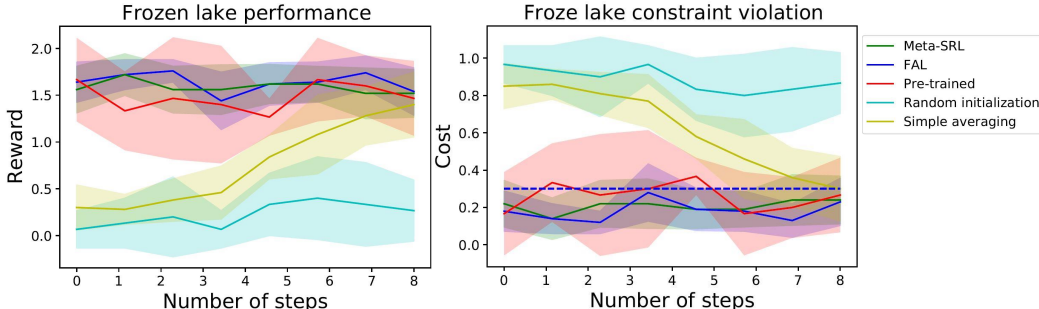 Frozen lake performance
Froze lake constraint violation
Reward
2.0
1.5
1.0
0.5
0.0
0 1 2 3 4 5 6 7 8
Number of steps
Cost
1.0
0.8
0.6
0.4
0.2
0.0
0 1 2 3 4 5 6 7 8
Number of steps
Meta-SRL
FAL
Pre-trained
Random initialization
Simple averaging